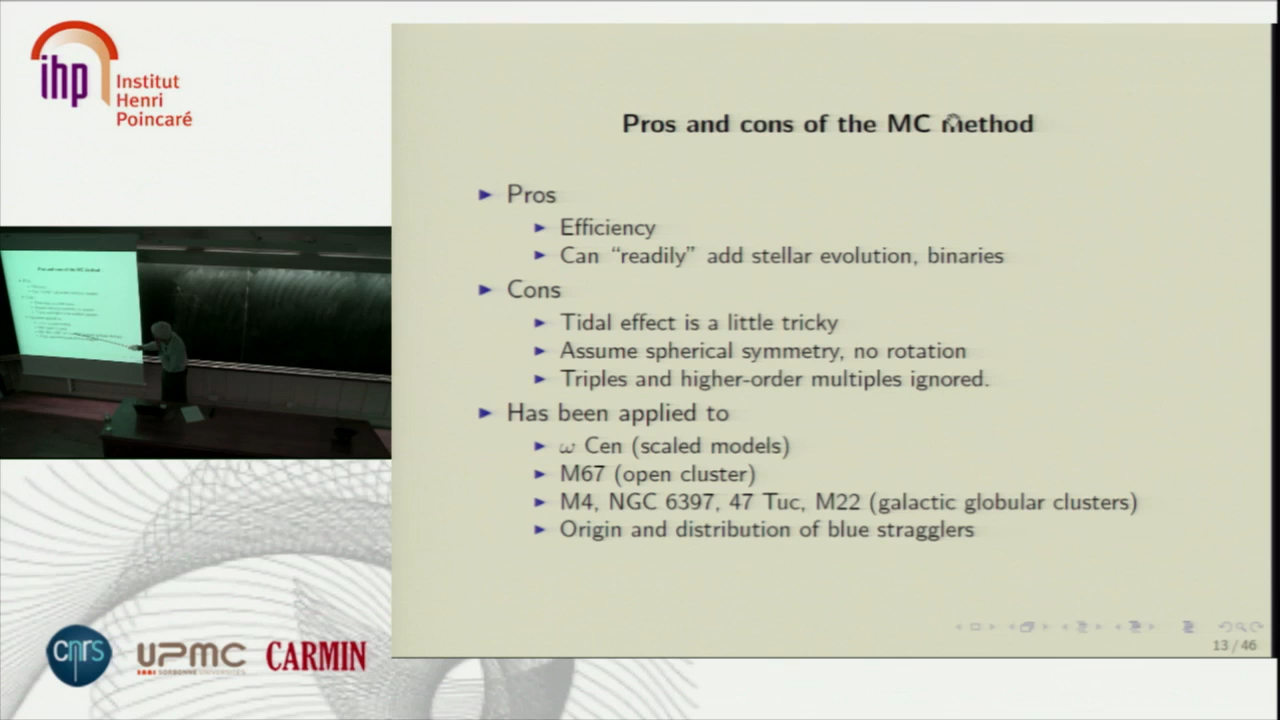 ihp
Institut
Henri
Poincaré
Pros and cons of the MC method
Pros
Efficiency
Can “readily” add stellar evolution, binaries
Cons
Tidal effect is a little tricky
Assume spherical symmetry, no rotation
Triples and higher-order multiples ignored.
Has been applied to
ω Cen (scaled models)
M67 (open cluster)
M4, NGC 6397, 47 Tuc, M22 (galactic globular clusters)
Origin and distribution of blue stragglers
13 / 46
cnrs
UPMC
SORBONNE UNIVERSITÉS
CARMIN